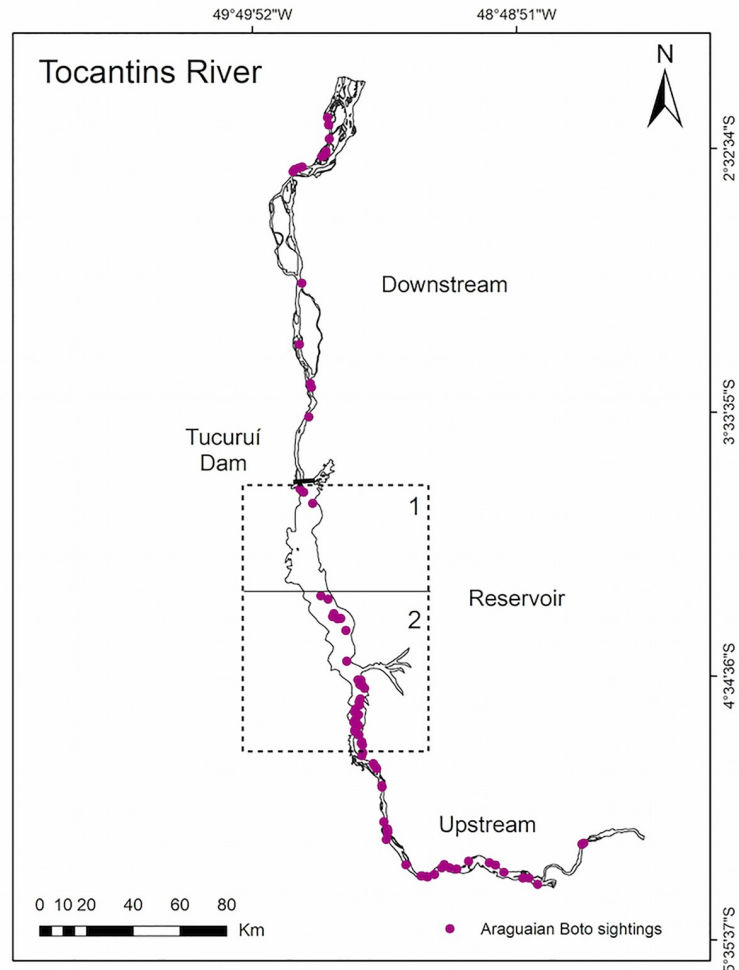 49°49'52"W 48°48'51"W
Tocantins River
N
2°32'34"S
Downstream
3°33'35"S
Tucuruí
Dam
1
Reservoir
2
4°34'36"S
Upstream
0 10 20 40 60 80
Km
Araguaian Boto sightings
5°35'37"S